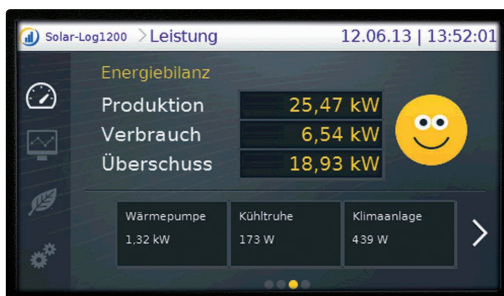 Solar-Log1200 > Leistung 12.06.13 | 13:52:01
Energiebilanz
Produktion 25,47 kW
Verbrauch 6,54 kW
Überschuss 18,93 kW
Wärmepumpe Kühltruhe Klimaanlage
1,32 kW 173 W 439 W